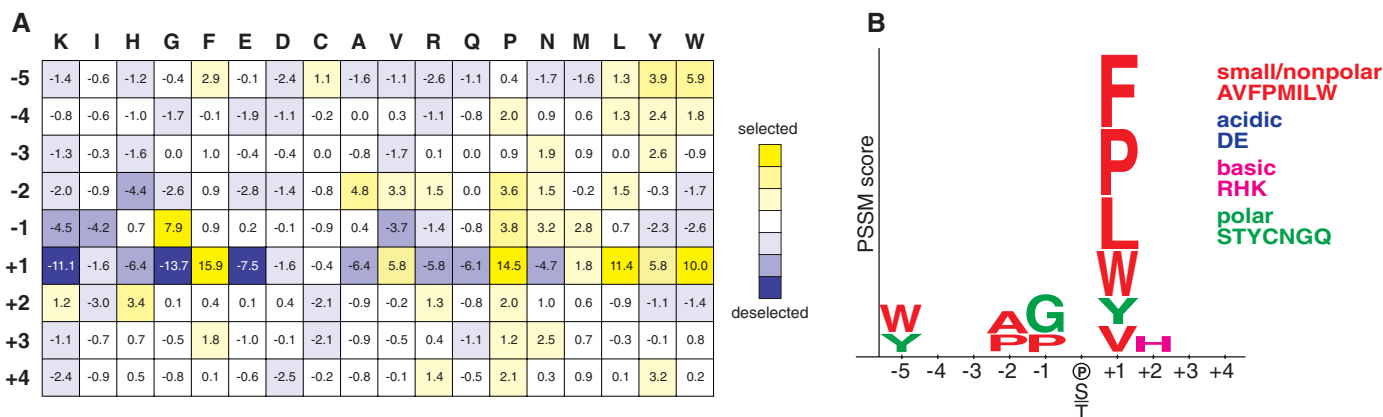 A
K I H G F E D C A V R Q P N M L Y W
-5 -1.4 -0.6 -1.2 -0.4 2.9 -0.1 -2.4 1.1 -1.6 -1.1 -2.6 -1.1 0.4 -1.7 -1.6 1.3 3.9 5.9
-4 -0.8 -0.6 -1.0 -1.7 -0.1 -1.9 -1.1 -0.2 0.0 0.3 -1.1 -0.8 2.0 0.9 0.6 1.3 2.4 1.8
-3 -1.3 -0.3 -1.6 0.0 1.0 -0.4 -0.4 0.0 -0.8 -1.7 0.1 0.0 0.9 1.9 0.9 0.0 2.6 -0.9
-2 -2.0 -0.9 -4.4 -2.6 0.9 -2.8 -1.4 -0.8 4.8 3.3 1.5 0.0 3.6 1.5 -0.2 1.5 -0.3 -1.7
-1 -4.5 -4.2 0.7 7.9 0.9 0.2 -0.1 -0.9 0.4 -3.7 -1.4 -0.8 3.8 3.2 2.8 0.7 -2.3 -2.6
+1 -11.1 -1.6 -6.4 -13.7 15.9 -7.5 -1.6 -0.4 -6.4 5.8 -5.8 -6.1 14.5 -4.7 1.8 11.4 5.8 10.0
+2 1.2 -3.0 3.4 0.1 0.4 0.1 0.4 -2.1 -0.9 -0.2 1.3 -0.8 2.0 1.0 0.6 -0.9 -1.1 -1.4
+3 -1.1 -0.7 0.7 -0.5 1.8 -1.0 -0.1 -2.1 -0.9 -0.5 0.4 -1.1 1.2 2.5 0.7 -0.3 -0.1 0.8
+4 -2.4 -0.9 0.5 -0.8 0.1 -0.6 -2.5 -0.2 -0.8 -0.1 1.4 -0.5 2.1 0.3 0.9 0.1 3.2 0.2
selected
deselected
B
PSSM score
F
P
L
W
Y
V
W
Y
A
P
G
P
H
-5 -4 -3 -2 -1 P +1 +2 +3 +4
S
T
small/nonpolar
AVFPMILW
acidic
DE
basic
RHK
polar
STYCNGQ